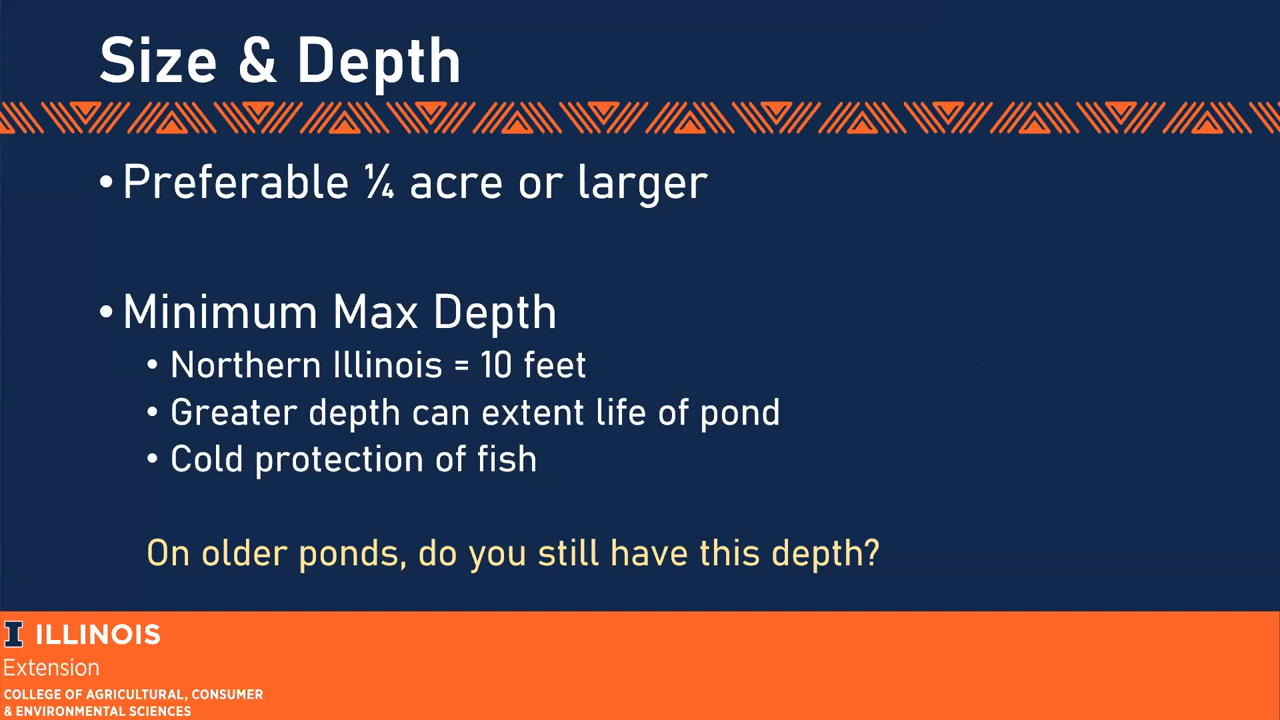 Size & Depth
• Preferable ¼ acre or larger
• Minimum Max Depth
• Northern Illinois = 10 feet
• Greater depth can extent life of pond
• Cold protection of fish
On older ponds, do you still have this depth?
I ILLINOIS
Extension
COLLEGE OF AGRICULTURAL, CONSUMER
& ENVIRONMENTAL SCIENCES